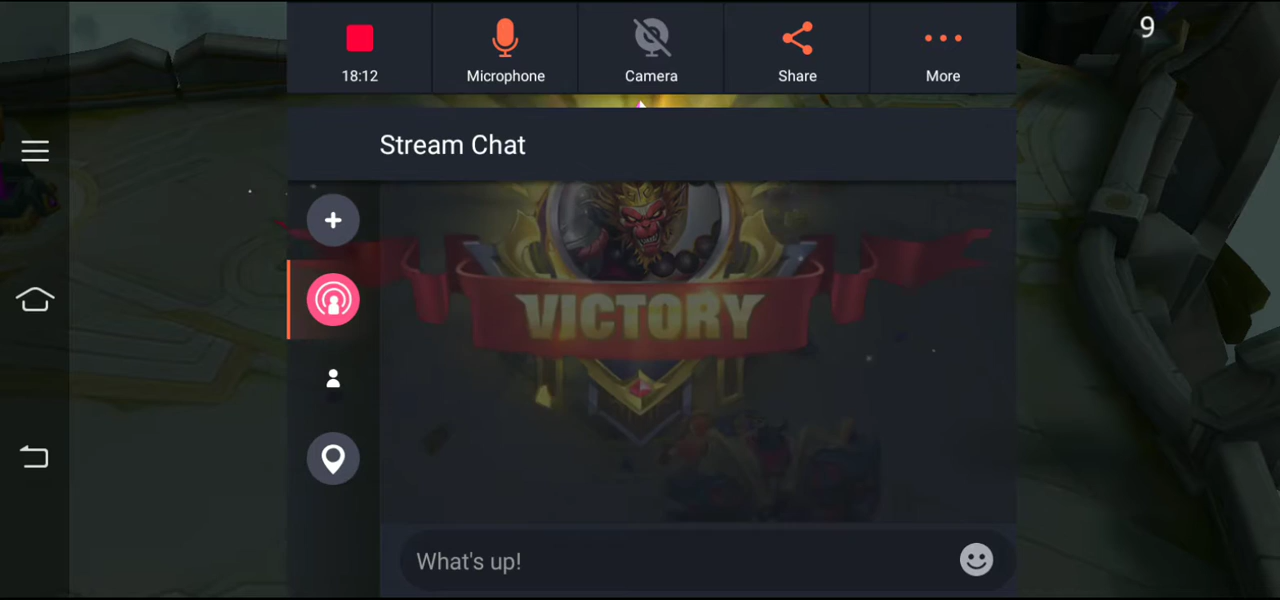 18:12
Microphone
Camera
Share
More
9
Stream Chat
VICTORY
What's up!